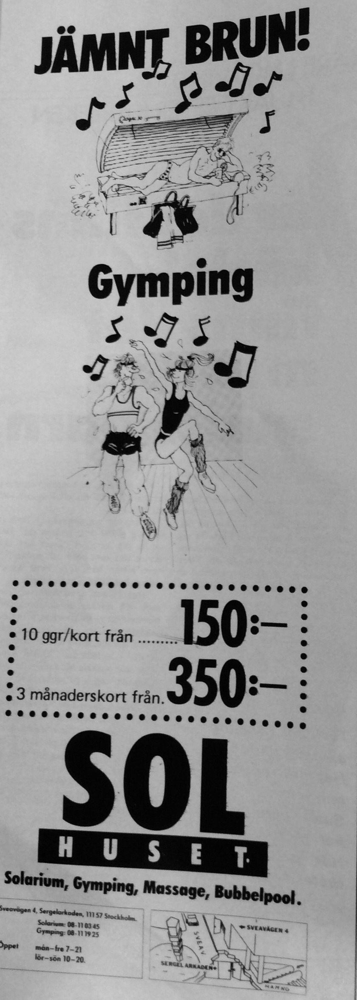 JÄMNT BRUN!
Gymping
10 ggr/kort från ......... 150:—
3 månaderskort från. 350:—
SOL
HUSET.
Solarium, Gymping, Massage, Bubbelpool.
Sveavägen 4, Sergelarkaden, 111 57 Stockholm.
Solarium: 08-11 03 45
Gymping: 08-11 19 25
Öppet mån–fre 7–21
lör–sön 10–20.
SVEAVÄGEN 4
SVEAV
SERGEL ARKADEN
HAMNG